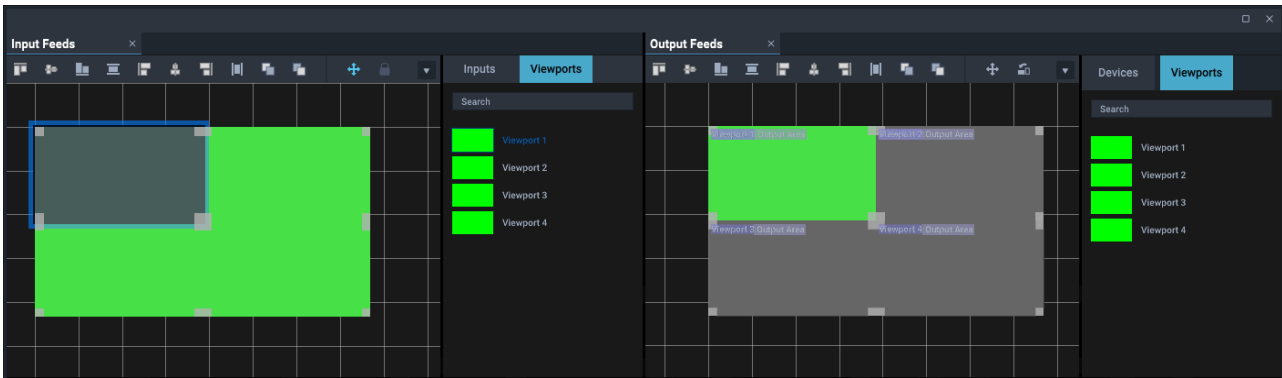 Input Feeds ×
Inputs Viewports
Search
Viewport 1
Viewport 2
Viewport 3
Viewport 4
Output Feeds ×
Viewport 1 Output Area
Viewport 2 Output Area
Viewport 3 Output Area
Viewport 4 Output Area
Devices Viewports
Search
Viewport 1
Viewport 2
Viewport 3
Viewport 4